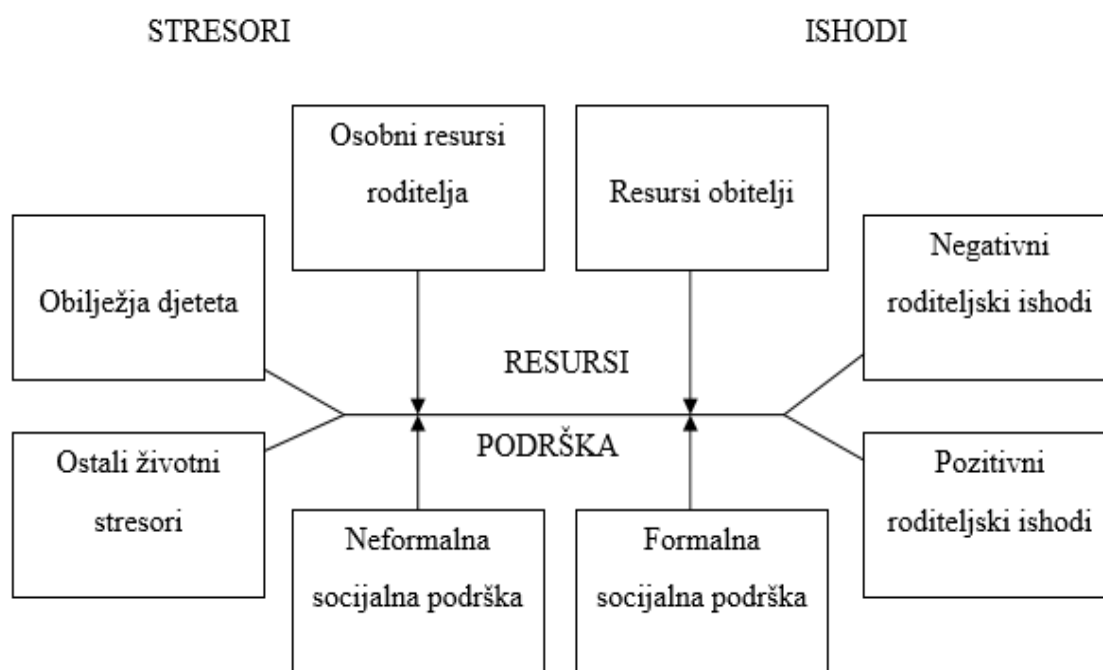 STRESORI
ISHODI
Osobni resursi
roditelja
Resursi obitelji
Obilježja djeteta
Negativni
roditeljski ishodi
RESURSI
PODRŠKA
Ostali životni
stresori
Pozitivni
roditeljski ishodi
Neformalna
socijalna podrška
Formalna
socijalna podrška